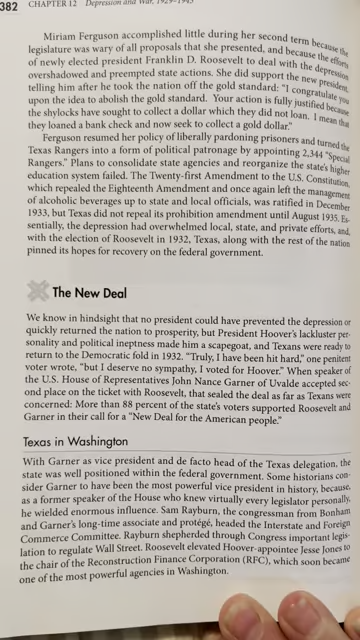 382 CHAPTER 12 Depression and War, 1929–1945
Miriam Ferguson accomplished little during her second term because the
legislature was wary of all proposals that she presented, and because the efforts
of newly elected president Franklin D. Roosevelt to deal with the depression
overshadowed and preempted state actions. She did support the new president,
telling him after he took the nation off the gold standard: "I congratulate you
upon the idea to abolish the gold standard. Your action is fully justified because
the shylocks have sought to collect a dollar which they did not loan. I mean that
they loaned a bank check and now seek to collect a gold dollar."
Ferguson resumed her policy of liberally pardoning prisoners and turned the
Texas Rangers into a form of political patronage by appointing 2,344 "Special
Rangers." Plans to consolidate state agencies and reorganize the state's higher
education system failed. The Twenty-first Amendment to the U.S. Constitution,
which repealed the Eighteenth Amendment and once again left the management
of alcoholic beverages up to state and local officials, was ratified in December
1933, but Texas did not repeal its prohibition amendment until August 1935. Es-
sentially, the depression had overwhelmed local, state, and private efforts, and,
with the election of Roosevelt in 1932, Texas, along with the rest of the nation
pinned its hopes for recovery on the federal government.
The New Deal
We know in hindsight that no president could have prevented the depression or
quickly returned the nation to prosperity, but President Hoover's lackluster per-
sonality and political ineptness made him a scapegoat, and Texans were ready to
return to the Democratic fold in 1932. "Truly, I have been hit hard," one penitent
voter wrote, "but I deserve no sympathy, I voted for Hoover." When speaker of
the U.S. House of Representatives John Nance Garner of Uvalde accepted sec-
ond place on the ticket with Roosevelt, that sealed the deal as far as Texans were
concerned: More than 88 percent of the state's voters supported Roosevelt and
Garner in their call for a "New Deal for the American people."
Texas in Washington
With Garner as vice president and de facto head of the Texas delegation, the
state was well positioned within the federal government. Some historians con-
sider Garner to have been the most powerful vice president in history, because,
as a former speaker of the House who knew virtually every legislator personally,
he wielded enormous influence. Sam Rayburn, the congressman from Bonham
and Garner's long-time associate and protégé, headed the Interstate and Foreign
Commerce Committee. Rayburn shepherded through Congress important legis-
lation to regulate Wall Street. Roosevelt elevated Hoover-appointee Jesse Jones to
the chair of the Reconstruction Finance Corporation (RFC), which soon became
one of the most powerful agencies in Washington.